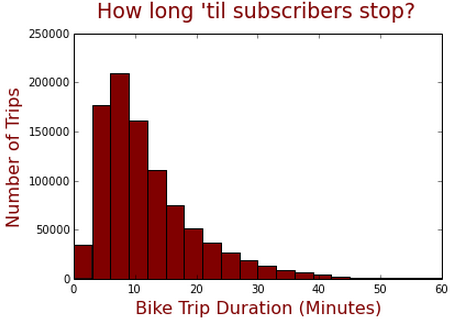 How long 'til subscribers stop?
250000
200000
150000
100000
50000
0
Number of Trips
0 10 20 30 40 50 60
Bike Trip Duration (Minutes)